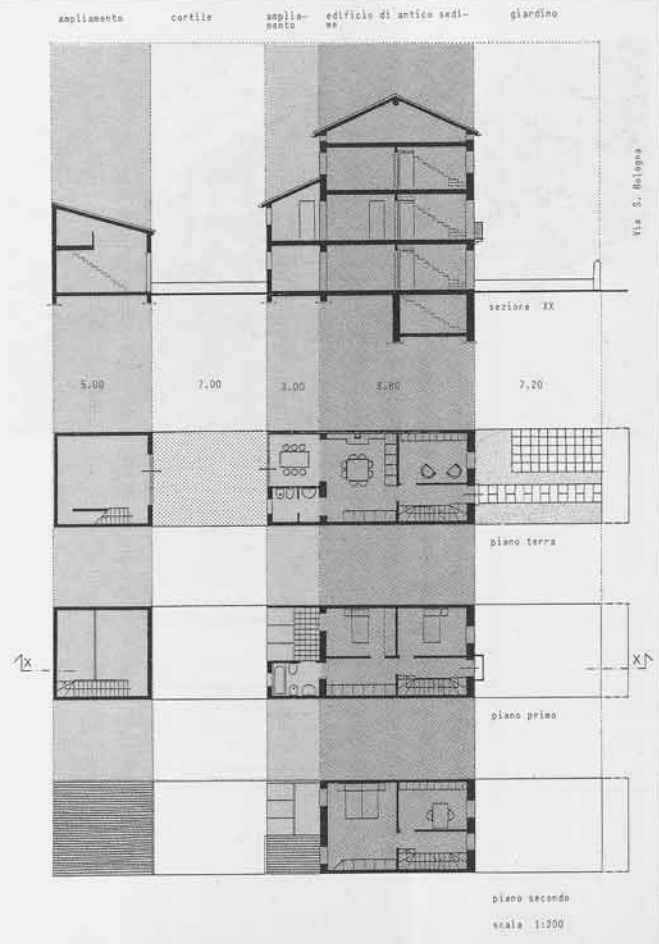 ampliamento
cortile
amplia-
mento
edificio di antico sedi-
me
giardino
Via S. Bologna
sezione XX
5.00
7.00
3.00
8.80
7.20
piano terra
X
X
piano primo
piano secondo
scala 1:200